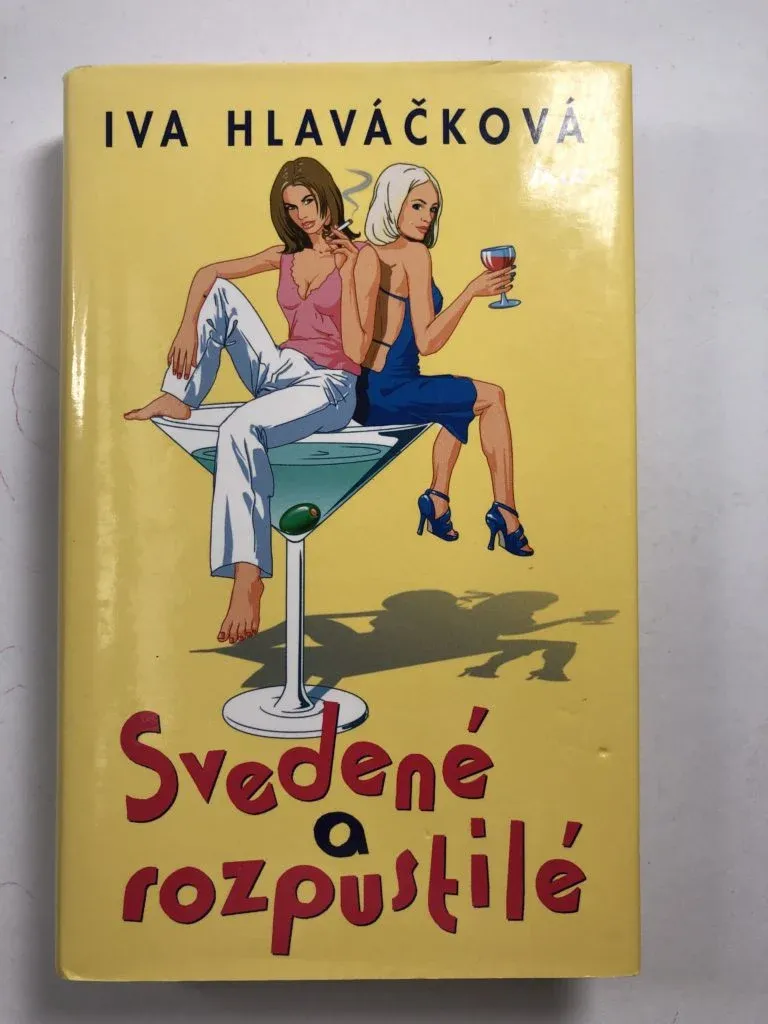 IVA HLAVÁČKOVÁ
Svedené
a
rozpustilé